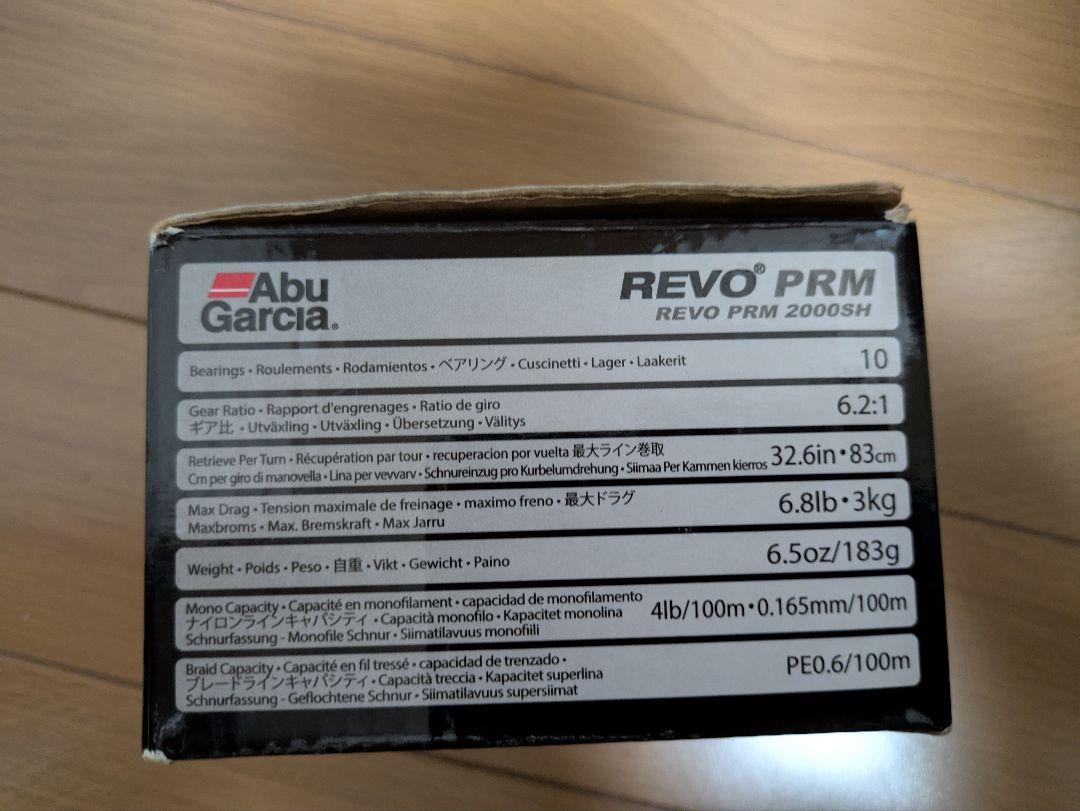 Abu
Garcia®
REVO® PRM
REVO PRM 2000SH
Bearings • Roulements • Rodamientos • ベアリング • Cuscinetti • Lager • Laakerit 10
Gear Ratio • Rapport d'engrenages • Ratio de giro
ギア比 • Utväxling • Utväxling • Übersetzung • Välitys 6.2:1
Retrieve Per Turn • Récupération par tour • recuperacion por vuelta 最大ライン巻取
Cm per giro di manovella • Lina per vevvarv • Schnureinzug pro Kurbelumdrehung • Siimaa Per Kammen kierros 32.6in•83cm
Max Drag • Tension maximale de freinage • maximo freno • 最大ドラグ
Maxbroms • Max. Bremskraft • Max Jarru 6.8lb•3kg
Weight • Poids • Peso • 自重 • Vikt • Gewicht • Paino 6.5oz/183g
Mono Capacity • Capacité en monofilament • capacidad de monofilamento
ナイロンラインキャパシティ • Capacità monofilo • Kapacitet monolina 4lb/100m•0.165mm/100m
Schnurfassung - Monofile Schnur • Siimatilavuus monofiili
Braid Capacity • Capacité en fil tressé • capacidad de trenzado •
ブレードラインキャパシティ • Capacità treccia • Kapacitet superlina PE0.6/100m
Schnurfassung - Geflochtene Schnur • Siimatilavuus supersiimat